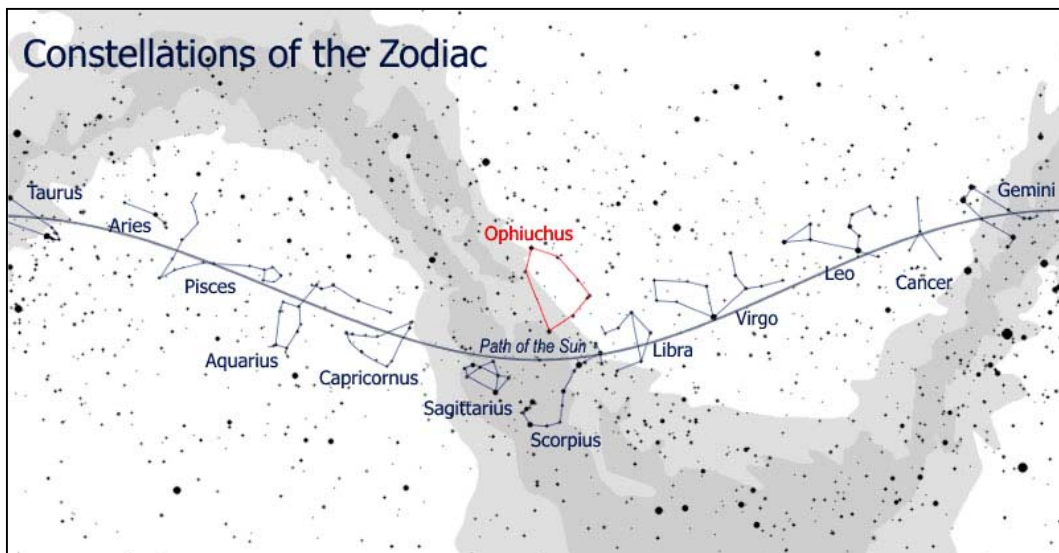 Constellations of the Zodiac
Taurus
Gemini
Aries
Ophiuchus
Pisces
Leo
Cancer
Virgo
Path of the Sun
Libra
Aquarius
Capricornus
Sagittarius
Scorpius